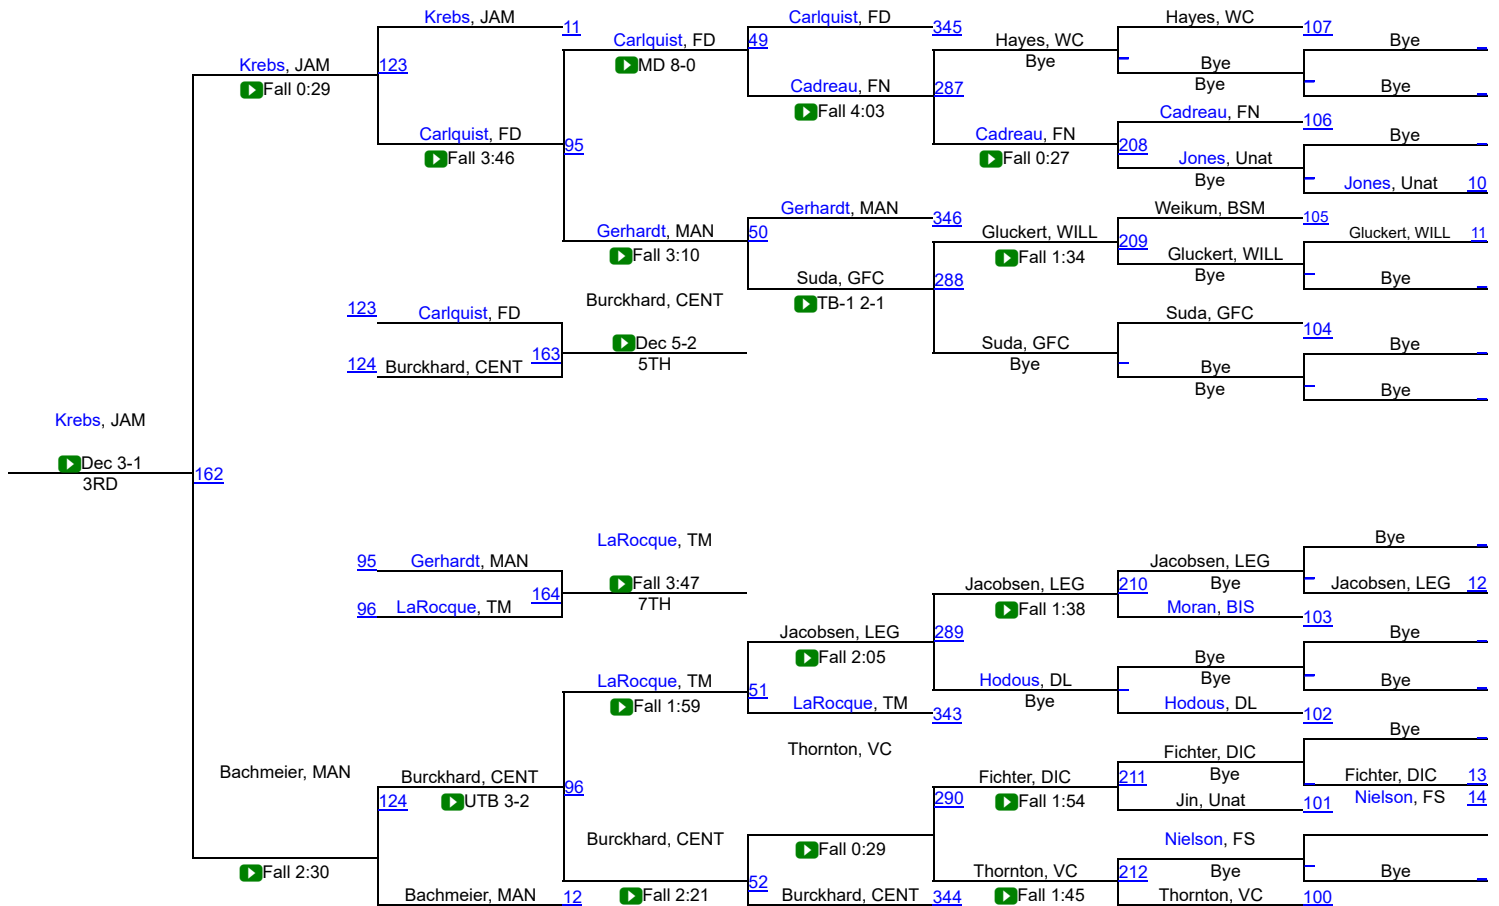 Krebs, JAM
11
Carlquist, FD
345
Hayes, WC
107
Carlquist, FD
49
Hayes, WC
Bye
Krebs, JAM
123
MD 8-0
Bye
Bye
Fall 0:29
Cadreau, FN
287
Bye
Bye
Fall 4:03
Cadreau, FN
106
Carlquist, FD
95
Cadreau, FN
208
Bye
Fall 3:46
Fall 0:27
Jones, Unat
Bye
Jones, Unat 10
Gerhardt, MAN
346
Weikum, BSM
105
Gerhardt, MAN
50
Gluckert, WILL
209
Gluckert, WILL 11
Fall 3:10
Fall 1:34
Gluckert, WILL
Suda, GFC
288
Bye
Bye
Burckhard, CENT
TB-1 2-1
123
Carlquist, FD
Suda, GFC
104
Dec 5-2
Suda, GFC
Bye
163
5TH
Bye
Bye
124
Burckhard, CENT
Bye
Bye
Krebs, JAM
Dec 3-1
162
3RD
LaRocque, TM
Bye
95
Gerhardt, MAN
Jacobsen, LEG
Fall 3:47
Jacobsen, LEG
210
Bye
Jacobsen, LEG 12
164
7TH
Fall 1:38
Moran, BIS
103
96
LaRocque, TM
Jacobsen, LEG
289
Bye
Fall 2:05
Bye
LaRocque, TM
51
Hodous, DL
Bye
Bye
Fall 1:59
LaRocque, TM
343
Bye
Hodous, DL
102
Thornton, VC
Bye
Bachmeier, MAN
Burckhard, CENT
96
Fichter, DIC
211
Fichter, DIC
Bye
Fichter, DIC 13
124
UTB 3-2
290
Fall 1:54
Jin, Unat
101
Nielson, FS 14
Burckhard, CENT
Nielson, FS
Fall 0:29
Fall 2:30
Thornton, VC
212
Bye
Bye
Bachmeier, MAN
12
Fall 2:21
52
Burckhard, CENT
344
Fall 1:45
Thornton, VC
100